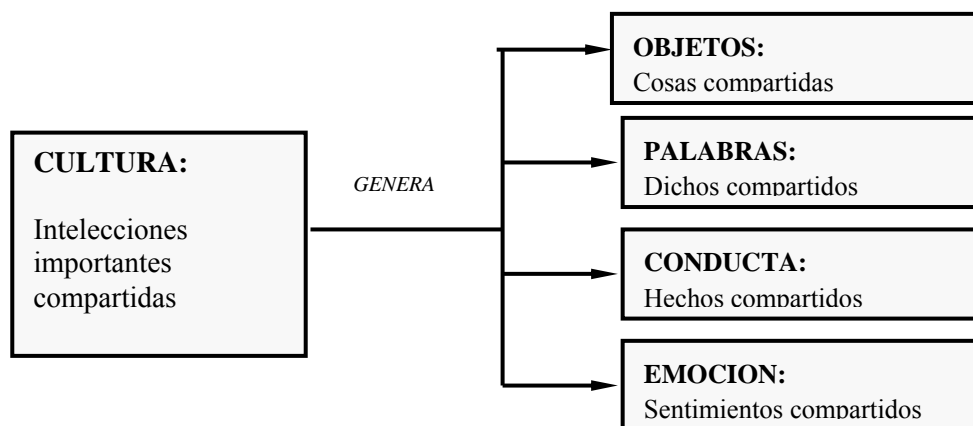 CULTURA:
Intelecciones
importantes
compartidas
GENERA
OBJETOS:
Cosas compartidas
PALABRAS:
Dichos compartidos
CONDUCTA:
Hechos compartidos
EMOCION:
Sentimientos compartidos